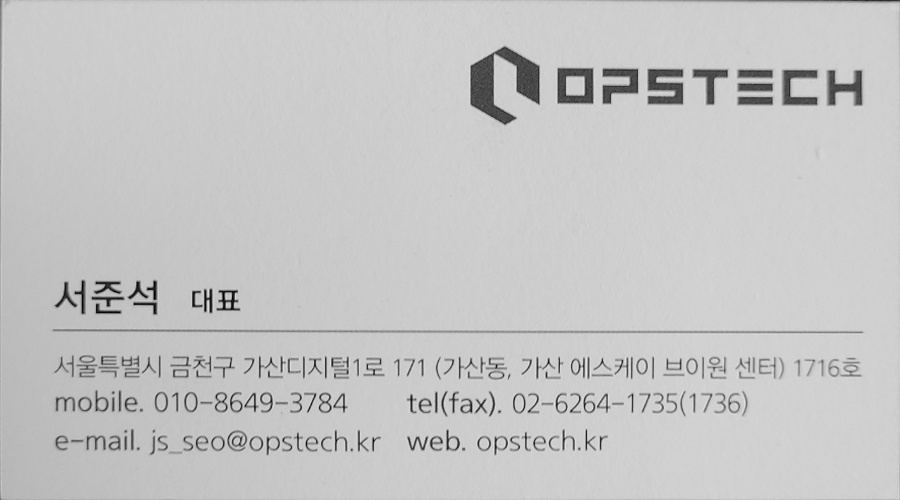 OPSTECH
서준석 대표
서울특별시 금천구 가산디지털1로 171 (가산동, 가산 에스케이 브이원 센터) 1716호
mobile. 010-8649-3784 tel(fax). 02-6264-1735(1736)
e-mail. js_seo@opstech.kr web. opstech.kr